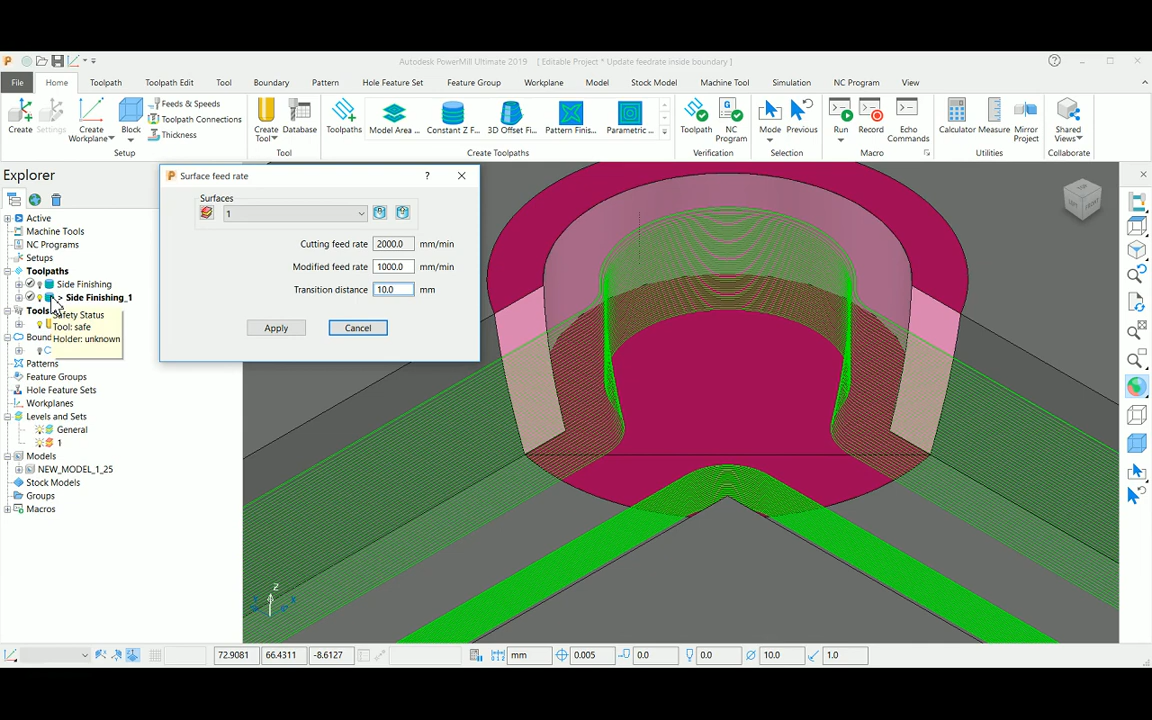 Autodesk PowerMill Ultimate 2019 [ Editable Project * Update feedrate inside boundary ]
File Home Toolpath Toolpath Edit Tool Boundary Pattern Hole Feature Set Feature Group Workplane Model Stock Model Machine Tool Simulation NC Program View
Create
Settings
Create Workplane
Block
Feeds & Speeds
Toolpath Connections
Thickness
Setup
Create Tool
Database
Tool
Toolpaths
Model Area ...
Constant Z F...
3D Offset Fi...
Pattern Finis...
Parametric ...
Create Toolpaths
Toolpath
NC Program
Verification
Mode
Previous
Selection
Run
Record
Echo Commands
Macro
Calculator
Measure
Mirror Project
Utilities
Shared Views
Collaborate
Explorer
Active
Machine Tools
NC Programs
Setups
Toolpaths
Side Finishing
> Side Finishing_1
Tools
Safety Status
Tool: safe
Holder: unknown
Boun
Patterns
Feature Groups
Hole Feature Sets
Workplanes
Levels and Sets
General
1
Models
NEW_MODEL_1_25
Stock Models
Groups
Macros
Surface feed rate
?
Surfaces
1
Cutting feed rate 2000.0 mm/min
Modified feed rate 1000.0 mm/min
Transition distance 10.0 mm
Apply Cancel
TOP
FRONT
Z
72.9081 66.4311 -8.6127 mm 0.005 0.0 0.0 10.0 1.0